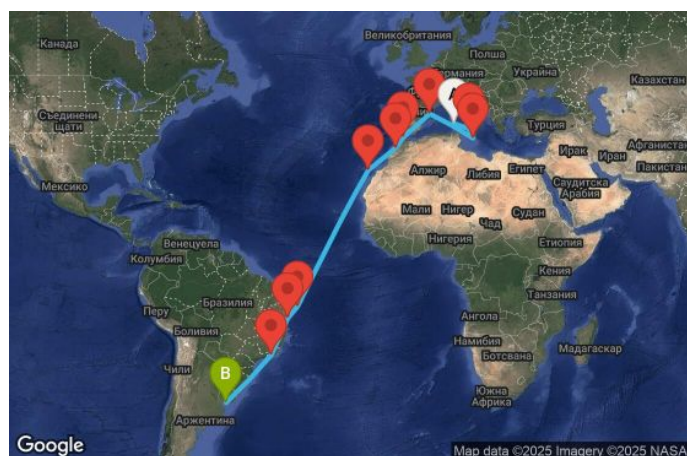 Великобритания
Канада
Полша
Германия
Украйна
Казахстан
Съединени
щати
Турция
Ирак
Афганистан
Иран
Пакистан
Алжир
Либия
Египет
Саудитска
Арабия
Мексико
Мали
Нигер
Судан
Чад
Венецуела
Нигерия
Етиопия
Колумбия
Кения
Перу
Бразилия
Танзания
Боливия
Ангола
Намибия
Ботсвана
Мадагаскар
Чили
B
Южна
Африка
Аржентина
Google
Map data ©2025 Imagery ©2025 NASA